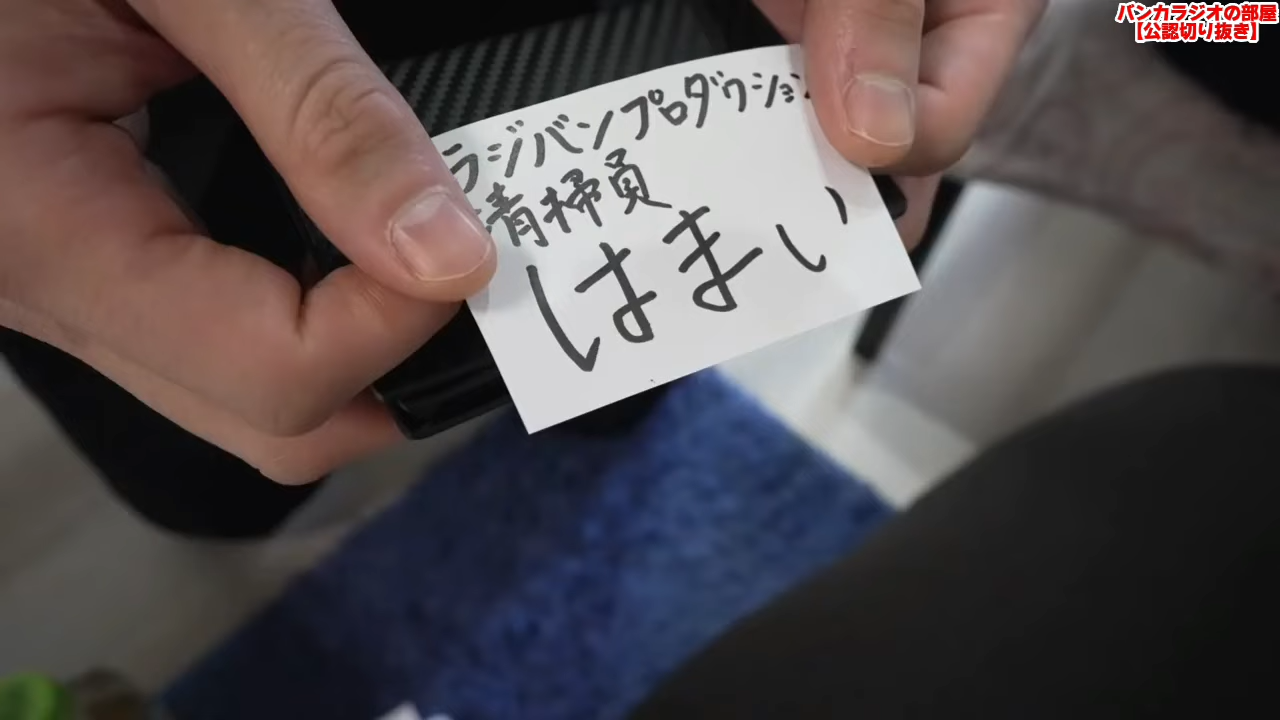 バンカラジオの部屋
【公認切り抜き】
ラジバンプロダクション
清掃員
はまい